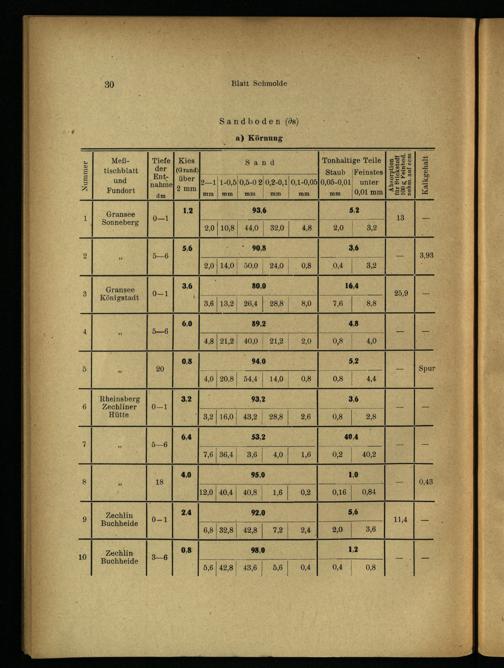 30
Blatt Schmolde
Sandboden (∂s)
a) Körnung
Nummer | Meß-tischblatt und Fundort | Tiefe der Ent-nahme dm | Kies (Grand) über 2 mm | Sand | Tonhaltige Teile | Absorption für Stickstoff | Kalkgehalt
2—1 mm | 1-0,5 mm | 0,5-0 2 mm | 0,2-0,1 mm | 0,1-0,05 mm | Staub 0,05-0,01 mm | Feinstes unter 0,01 mm
1 | Gransee Sonneberg | 0—1 | 1.2 | 93.6 | 5.2 | 13 | —
2,0 | 10,8 | 44,0 | 32,0 | 4,8 | 2,0 | 3,2
2 | „ | 5—6 | 5.6 | 90.8 | 3.6 | — | 3,93
2,0 | 14,0 | 50,0 | 24,0 | 0,8 | 0,4 | 3,2
3 | Gransee Königstadt | 0—1 | 3.6 | 80.0 | 16.4 | 25,9 | —
3,6 | 13,2 | 26,4 | 28,8 | 8,0 | 7,6 | 8,8
4 | „ | 5—6 | 6.0 | 89.2 | 4.8 | — | —
4,8 | 21,2 | 40,0 | 21,2 | 2,0 | 0,8 | 4,0
5 | „ | 20 | 0.8 | 94.0 | 5.2 | — | Spur
4,0 | 20,8 | 54,4 | 14,0 | 0,8 | 0,8 | 4,4
6 | Rheinsberg Zechliner Hütte | 0—1 | 3.2 | 93.2 | 3.6 | — | —
3,2 | 16,0 | 43,2 | 28,8 | 2,6 | 0,8 | 2,8
7 | „ | 5—6 | 6.4 | 53.2 | 40.4 | — | —
7,6 | 36,4 | 3,6 | 4,0 | 1,6 | 0,2 | 40,2
8 | „ | 18 | 4.0 | 95.0 | 1.0 | — | 0,43
12,0 | 40,4 | 40,8 | 1,6 | 0,2 | 0,16 | 0,84
9 | Zechlin Buchheide | 0—1 | 2.4 | 92.0 | 5.6 | 11,4 | —
6,8 | 32,8 | 42,8 | 7,2 | 2,4 | 2,0 | 3,6
10 | Zechlin Buchheide | 3—6 | 0.8 | 98.0 | 1.2 | — | —
5,6 | 42,8 | 43,6 | 5,6 | 0,4 | 0,4 | 0,8